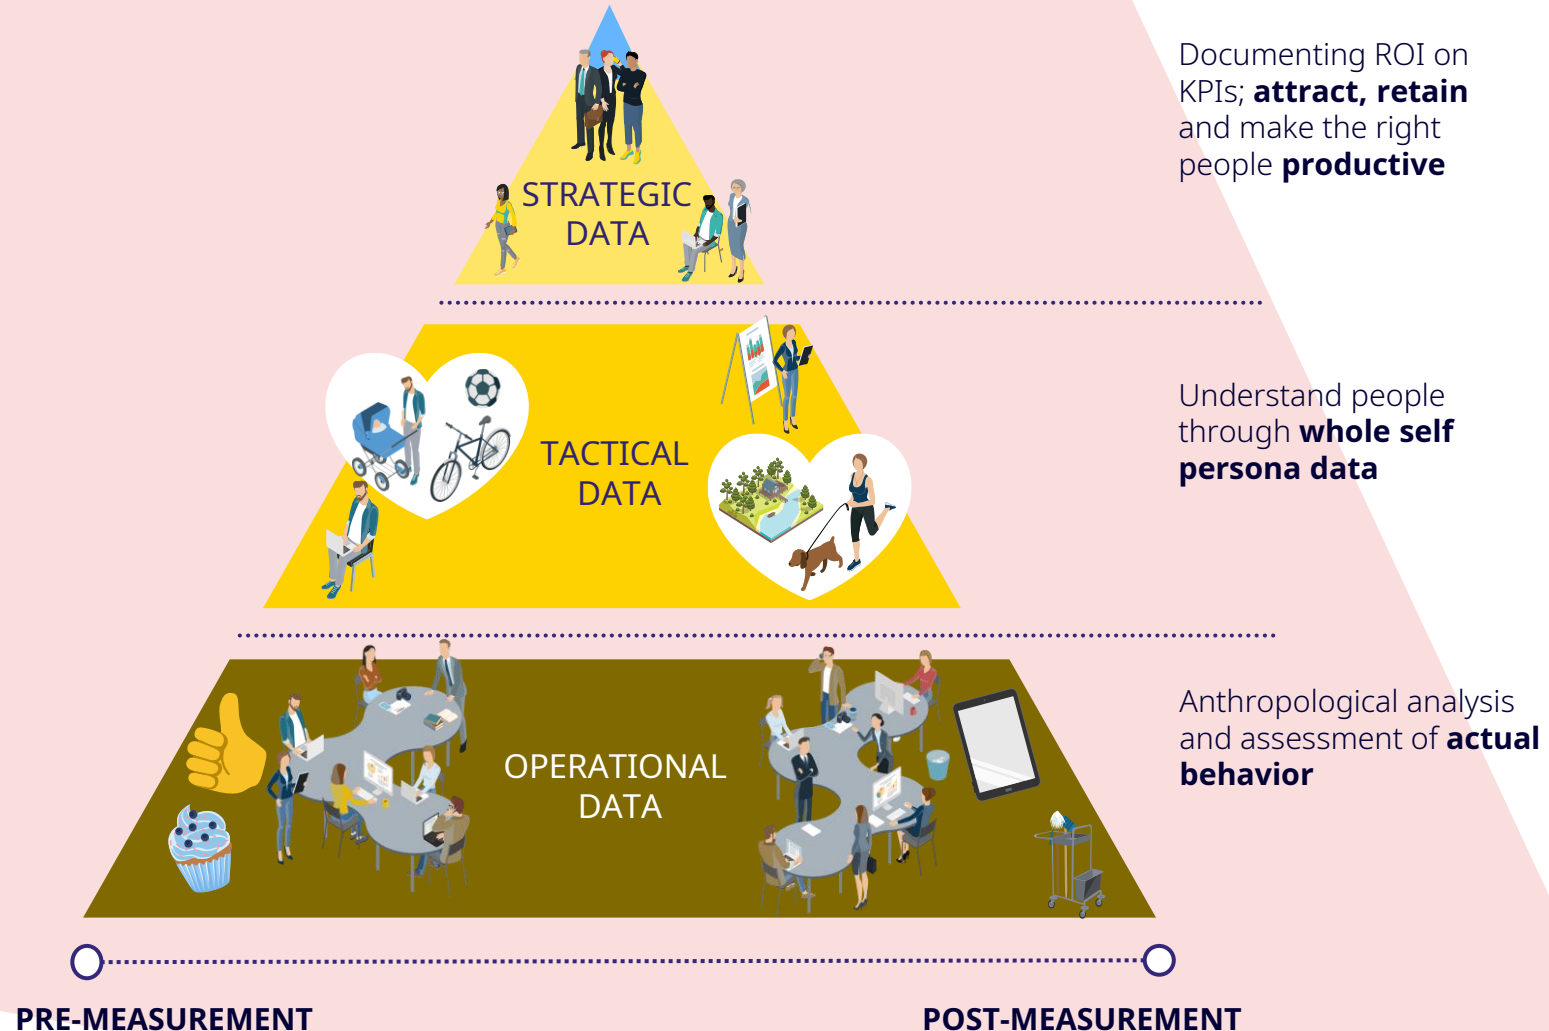 Documenting ROI on
KPIs; attract, retain
and make the right
people productive
STRATEGIC
DATA
Understand people
through whole self
persona data
TACTICAL
DATA
Anthropological analysis
and assessment of actual
behavior
OPERATIONAL
DATA
PRE-MEASUREMENT
POST-MEASUREMENT